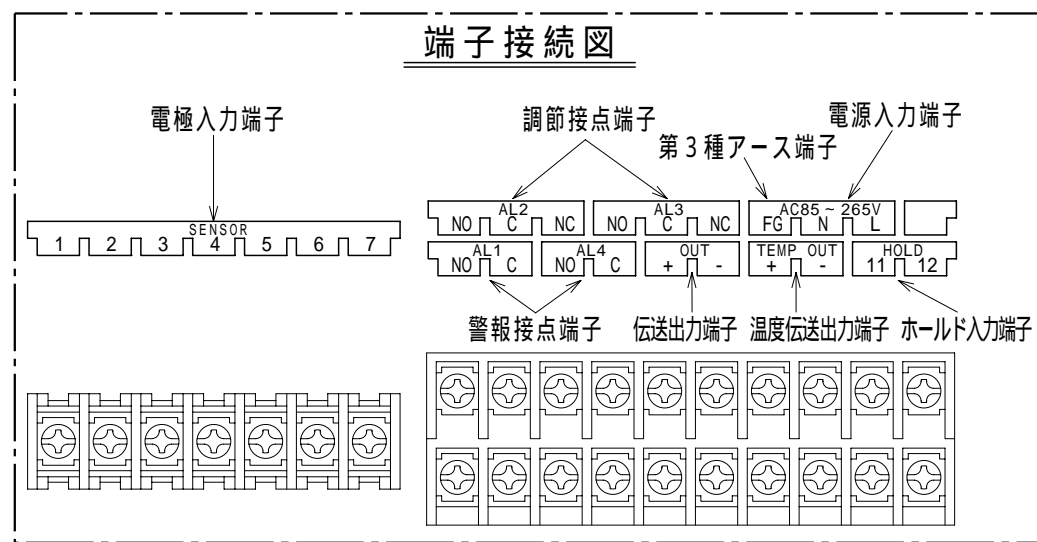 端子接続図
電極入力端子
調節接点端子
第3種アース端子
電源入力端子
SENSOR
1 2 3 4 5 6 7
AL2
NO C NC
AL3
NO C NC
AC85~265V
FG N L
AL1
NO C
AL4
NO C
OUT
+ -
TEMP OUT
+ -
HOLD
11 12
警報接点端子
伝送出力端子
温度伝送出力端子
ホールド入力端子